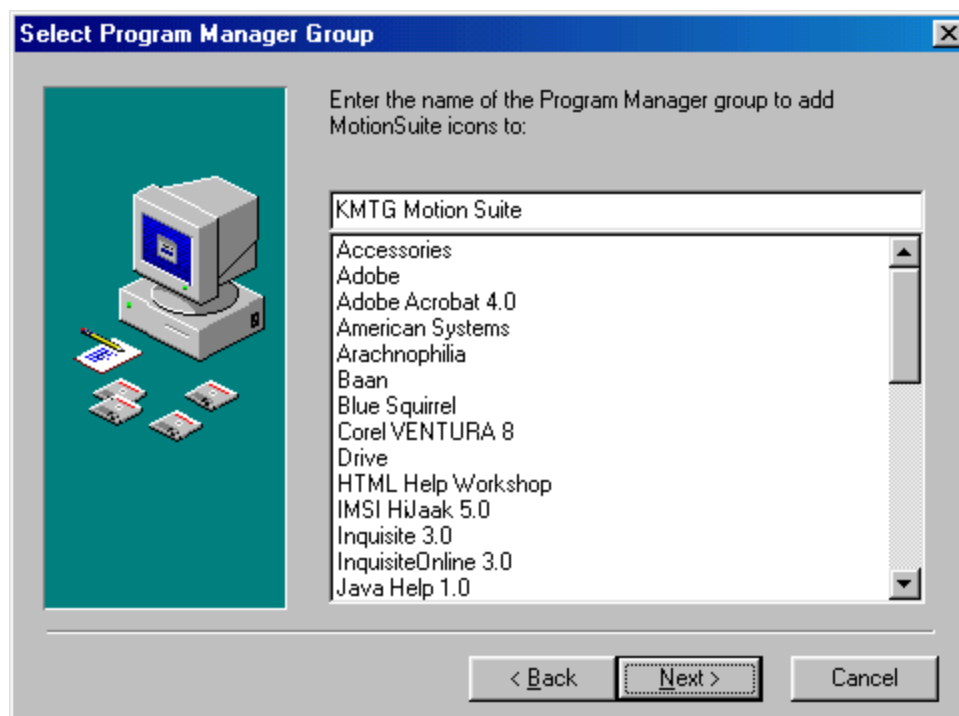 Select Program Manager Group
Enter the name of the Program Manager group to add
MotionSuite icons to:
KMTG Motion Suite
Accessories
Adobe
Adobe Acrobat 4.0
American Systems
Arachnophilia
Baan
Blue Squirrel
Corel VENTURA 8
Drive
HTML Help Workshop
IMSI HiJaak 5.0
Inquisite 3.0
InquisiteOnline 3.0
Java Help 1.0
< Back Next > Cancel